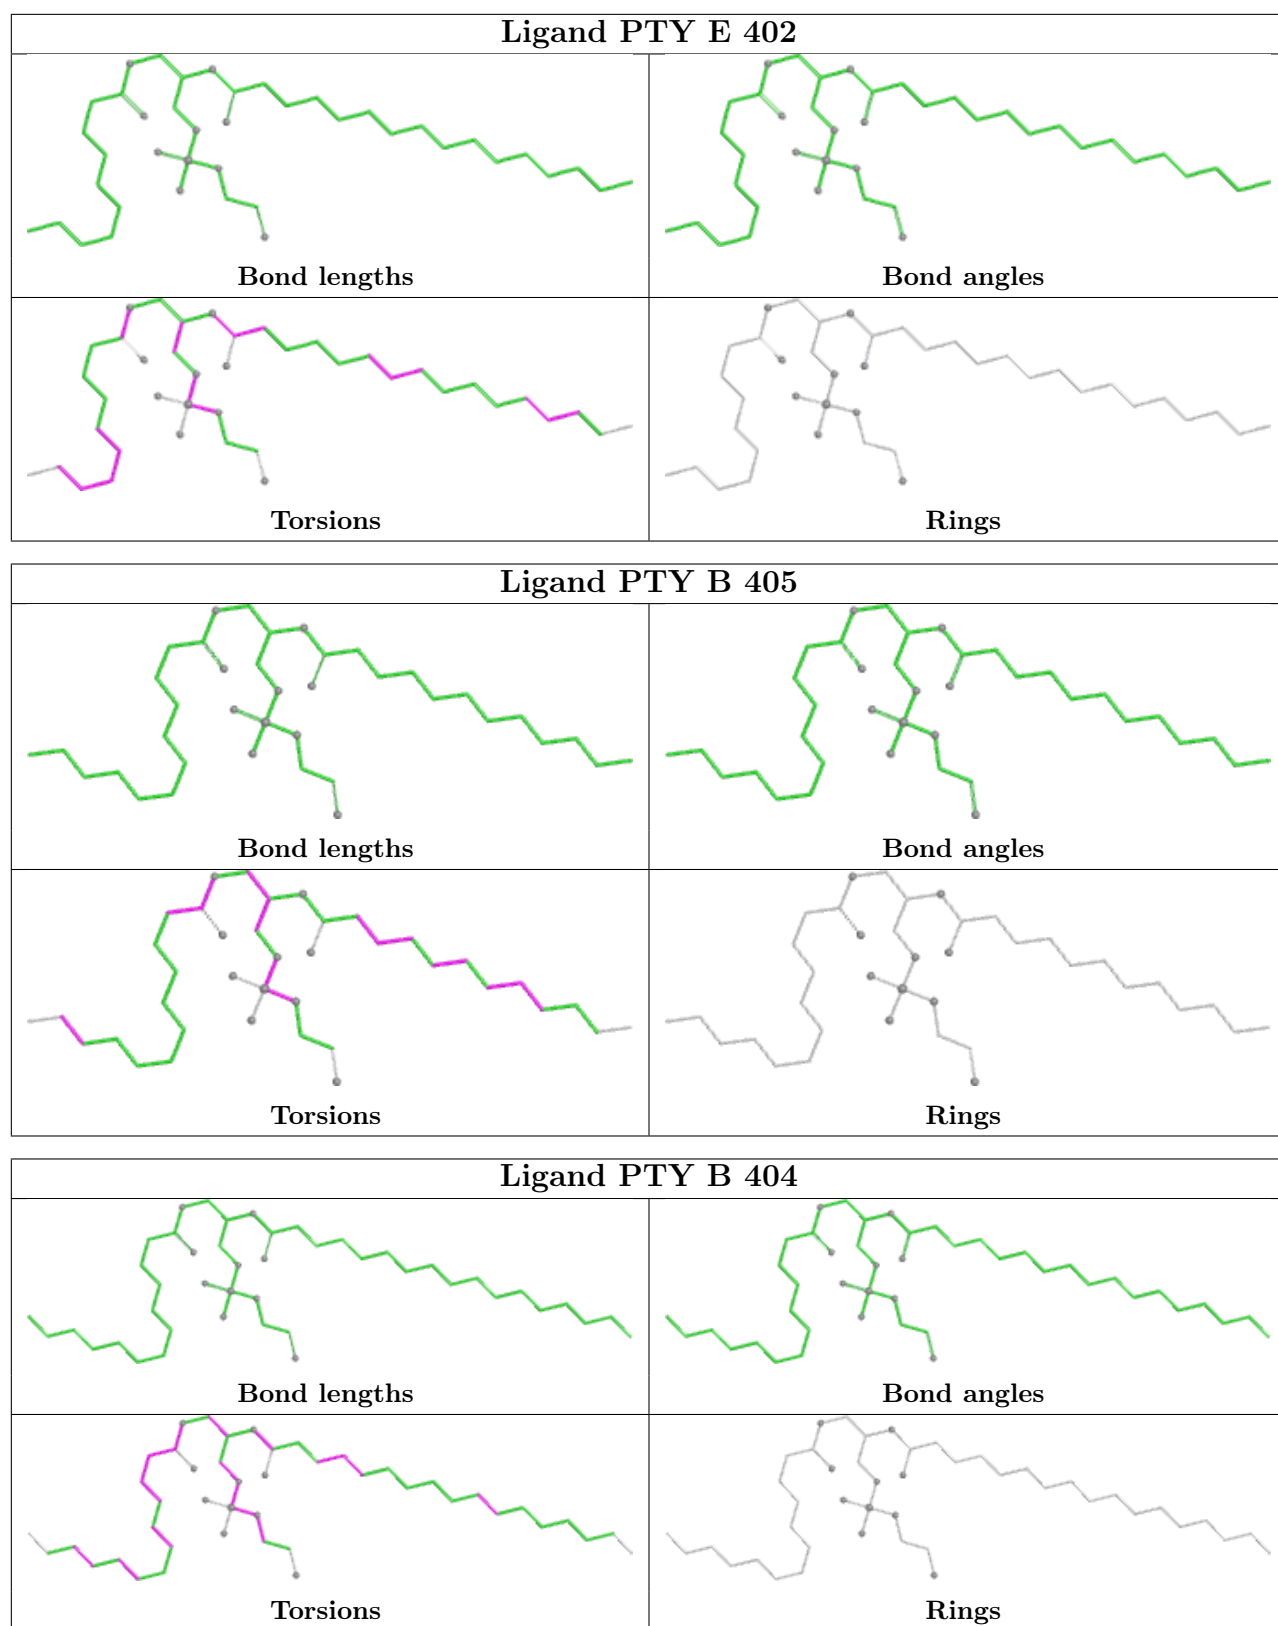 Ligand PTY E 402
Bond lengths
Bond angles
Torsions
Rings
Ligand PTY B 405
Bond lengths
Bond angles
Torsions
Rings
Ligand PTY B 404
Bond lengths
Bond angles
Torsions
Rings